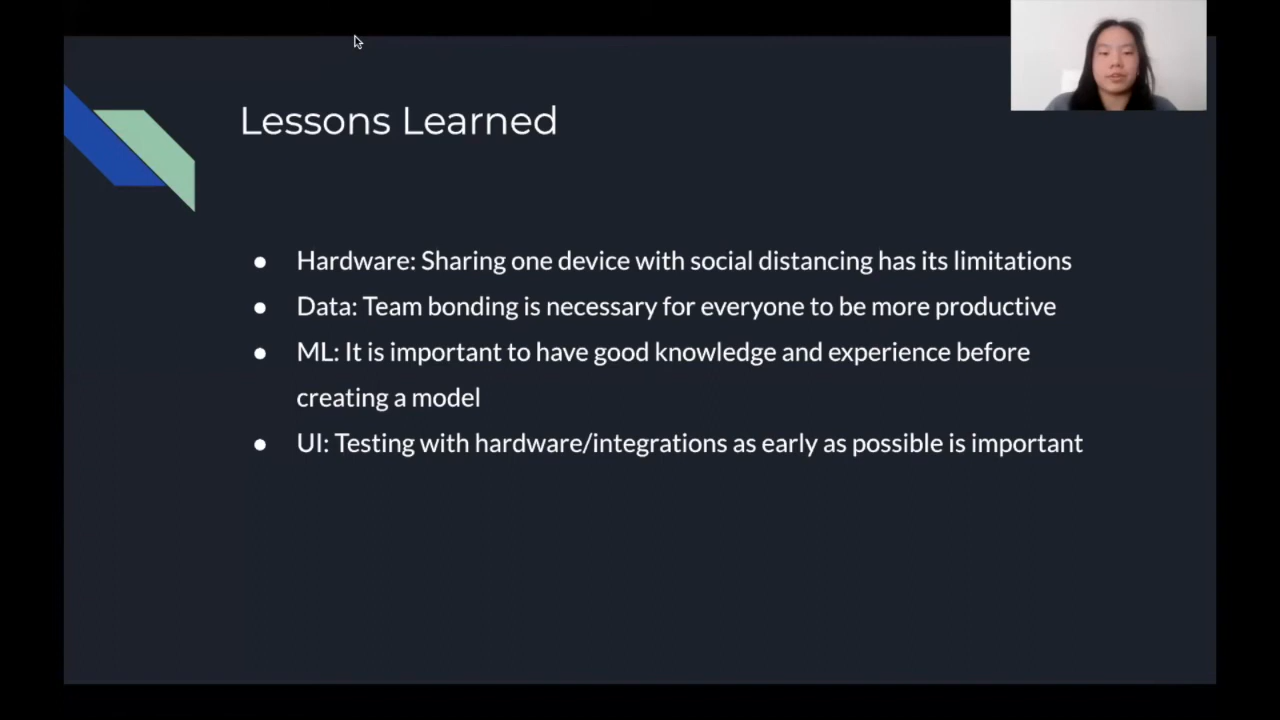 Lessons Learned
● Hardware: Sharing one device with social distancing has its limitations
● Data: Team bonding is necessary for everyone to be more productive
● ML: It is important to have good knowledge and experience before
creating a model
● UI: Testing with hardware/integrations as early as possible is important